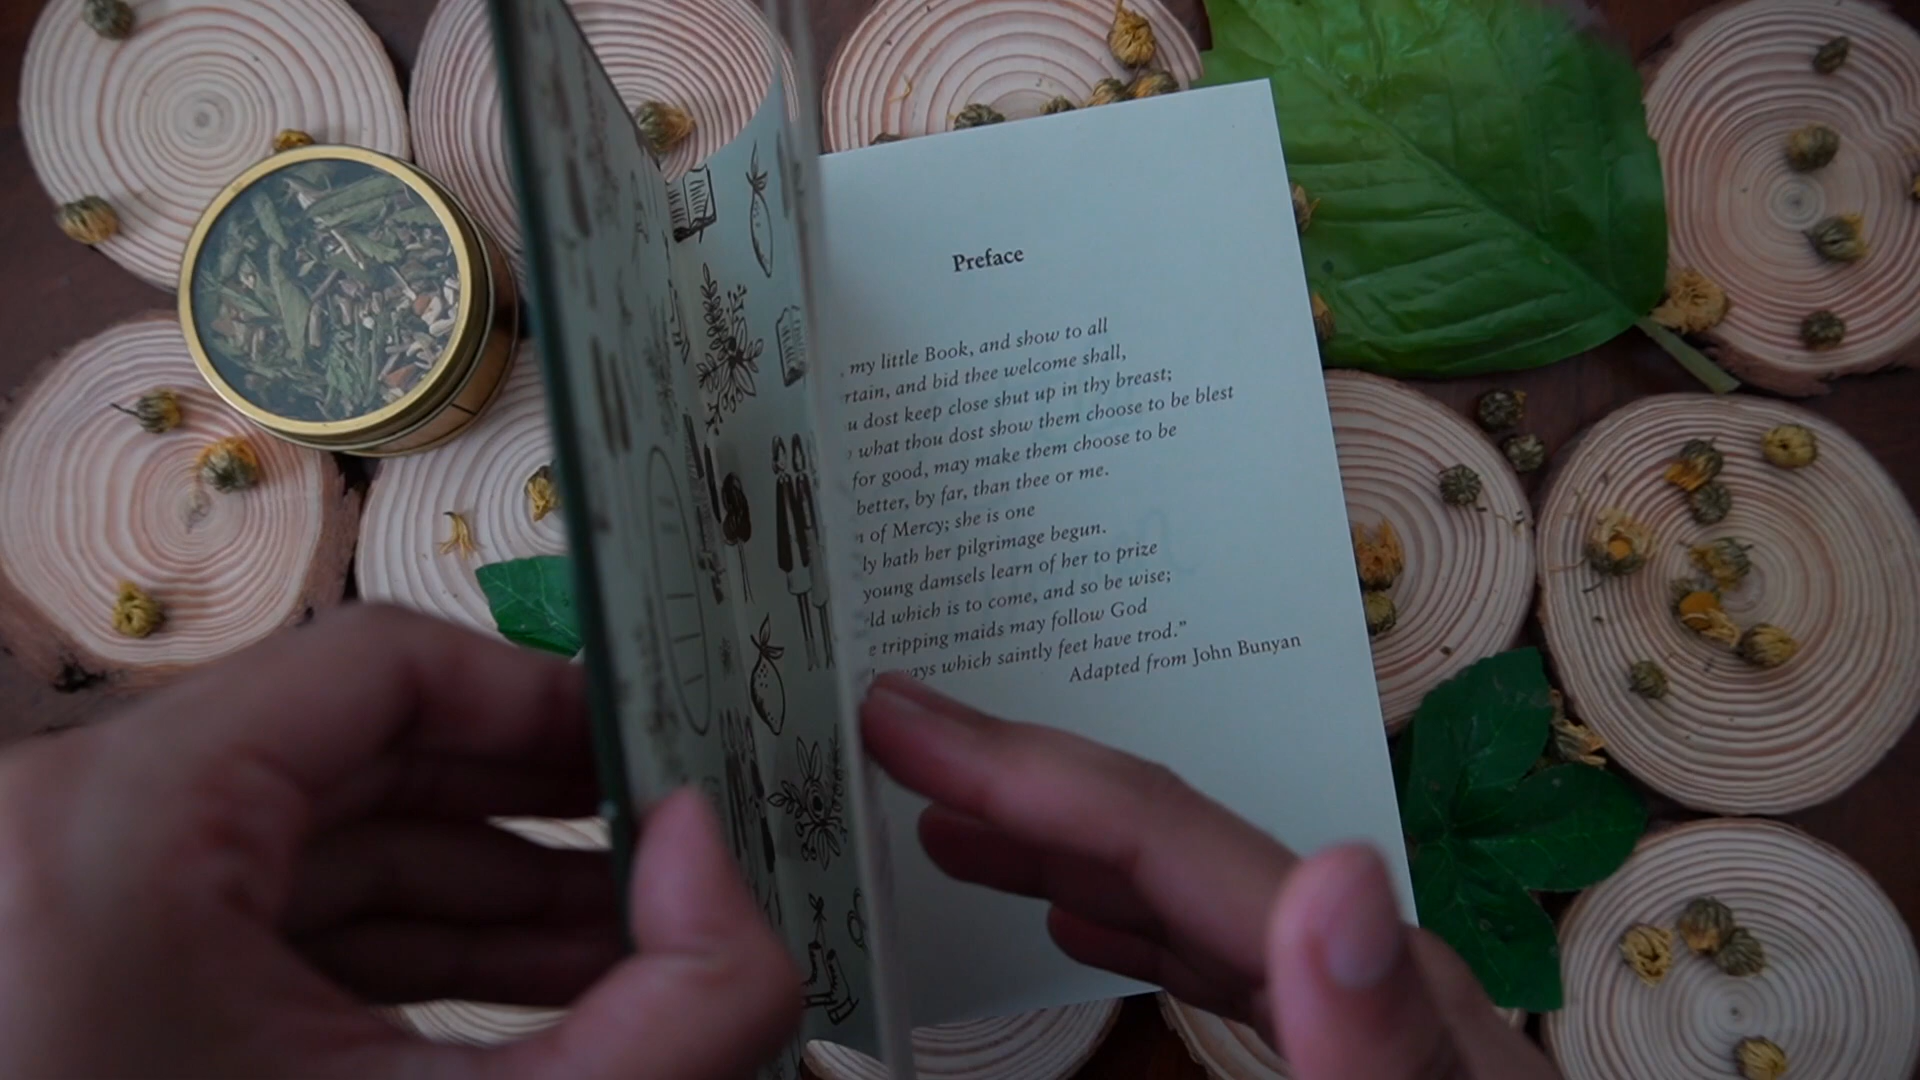 Preface
my little Book, and show to all
and bid thee welcome shall,
dost keep close shut up in thy breast;
what thou dost show them choose to be blest
for good, may make them choose to be
better, by far, than thee or me.
of Mercy; she is one
hath her pilgrimage begun.
young damsels learn of her to prize
which is to come, and so be wise;
tripping maids may follow God
which saintly feet have trod.”
Adapted from John Bunyan